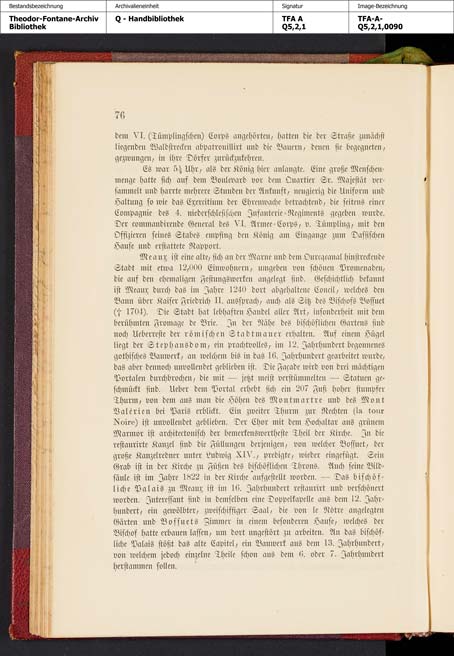 Bestandsbezeichnung
Theodor-Fontane-Archiv
Bibliothek
Archivalieneinheit
Q - Handbibliothek
Signatur
TFA A
Q5,2,1
Image-Bezeichnung
TFA-A-
Q5,2,1,0090
76
dem VI. (Tümplingschen) Corps angehörten, hatten die der Straße zunächst
liegenden Waldstrecken abpatrouillirt und die Bauern, denen sie begegneten,
gezwungen, in ihre Dörfer zurückzukehren.
Es war 5¼ Uhr, als der König hier anlangte. Eine große Menschen-
menge hatte sich auf dem Boulevard vor dem Quartier Sr. Majestät ver-
sammelt und harrte mehrere Stunden der Ankunft, neugierig die Uniform und
Haltung so wie das Exercitium der Ehrenwache betrachtend, die seitens einer
Compagnie des 4. niederschlesischen Infanterie-Regiments gegeben wurde.
Der commandirende General des VI. Armee-Corps, v. Tümpling, mit den
Offizieren seines Stabes empfing den König am Eingange zum Dassischen
Hause und erstattete Rapport.
Meaux ist eine alte, sich an der Marne und dem Ourcqcanal hinstreckende
Stadt mit etwa 12,000 Einwohnern, umgeben von schönen Promenaden,
die auf den ehemaligen Festungswerken angelegt sind. Geschichtlich bekannt
ist Meaux durch das im Jahre 1240 dort abgehaltene Concil, welches den
Bann über Kaiser Friedrich II. aussprach, auch als Sitz des Bischofs Bossuet
(† 1704). Die Stadt hat lebhaften Handel aller Art, insonderheit mit dem
berühmten Fromage de Brie. In der Nähe des bischöflichen Gartens sind
noch Ueberreste der römischen Stadtmauer erhalten. Auf einem Hügel
liegt der Stephansdom, ein prachtvolles, im 12. Jahrhundert begonnenes
gothisches Bauwerk, an welchem bis in das 16. Jahrhundert gearbeitet wurde,
das aber dennoch unvollendet geblieben ist. Die Façade wird von drei mächtigen
Portalen durchbrochen, die mit — jetzt meist verstümmelten — Statuen ge-
schmückt sind. Ueber dem Portal erhebt sich ein 207 Fuß hoher stumpfer
Thurm, von dem aus man die Höhen des Montmartre und des Mont
Valérien bei Paris erblickt. Ein zweiter Thurm zur Rechten (la tour
Noire) ist unvollendet geblieben. Der Chor mit dem Hochaltar aus grünem
Marmor ist architectonisch der bemerkenswertheste Theil der Kirche. In die
restaurirte Kanzel sind die Füllungen derjenigen, von welcher Bossuet, der
große Kanzelredner unter Ludwig XIV., predigte, wieder eingefügt. Sein
Grab ist in der Kirche zu Füßen des bischöflichen Throns. Auch seine Bild-
säule ist im Jahre 1822 in der Kirche aufgestellt worden. — Das bischöf-
liche Palais zu Meaux ist im 16. Jahrhundert restaurirt und verschönert
worden. Interessant sind in demselben eine Doppelkapelle aus dem 12. Jahr-
hundert, ein gewölbter, zweischiffiger Saal, die von le Nôtre angelegten
Gärten und Bossuets Zimmer in einem besonderen Hause, welches der
Bischof hatte erbauen lassen, um dort ungestört zu arbeiten. An das bischöf-
liche Palais stößt das alte Capitel, ein Bauwerk aus dem 13. Jahrhundert,
von welchem jedoch einzelne Theile schon aus dem 6. oder 7. Jahrhundert
herstammen sollen.